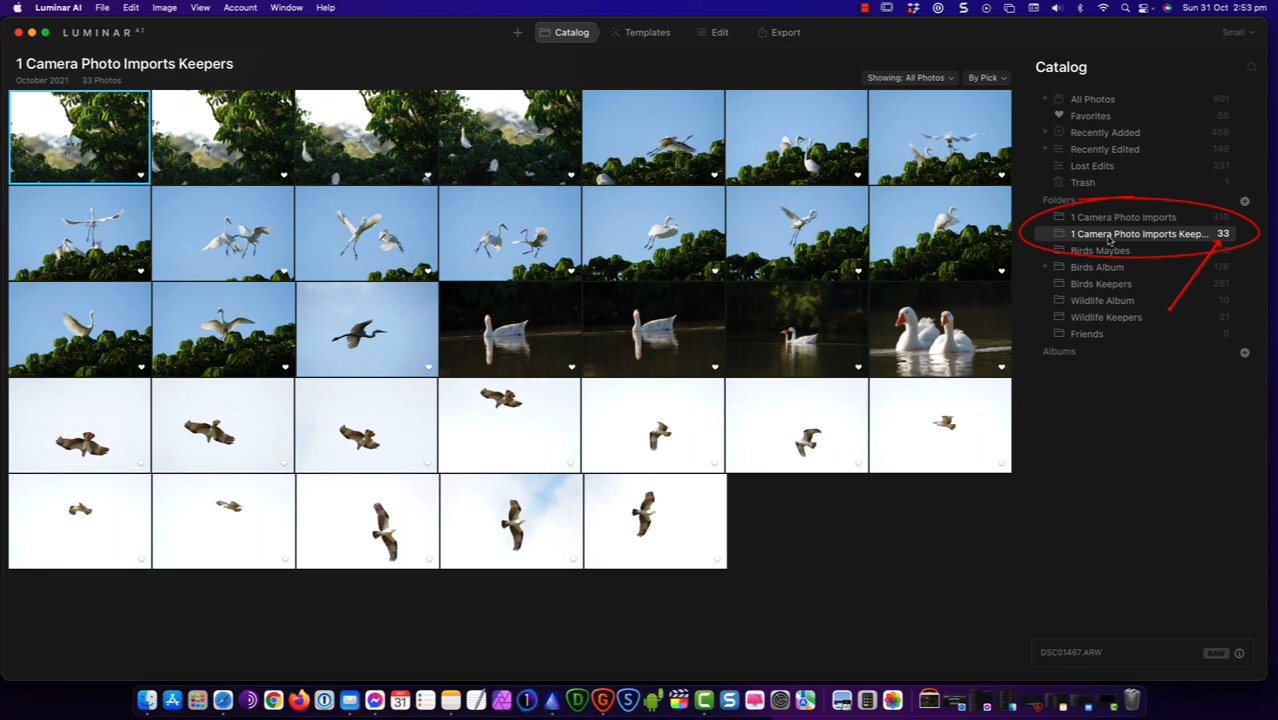 Luminar AI File Edit Image View Account Window Help Sun 31 Oct 2:53 pm
LUMINAR AI Catalog Templates Edit Export Small
1 Camera Photo Imports Keepers
October 2021 33 Photos Showing: All Photos By Pick
Catalog
All Photos 901
Favorites 58
Recently Added 458
Recently Edited 149
Lost Edits 231
Trash 1
Folders
1 Camera Photo Imports 310
1 Camera Photo Imports Keep... 33
Birds Maybes
Birds Album 176
Birds Keepers 351
Wildlife Album 10
Wildlife Keepers 21
Friends 0
Albums
DSC01467.ARW RAW
OCT
31